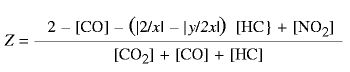 Z = 2 – [CO] – (|2/x| – |y/2x|) [HC} + [NO₂]
[CO₂] + [CO] + [HC]